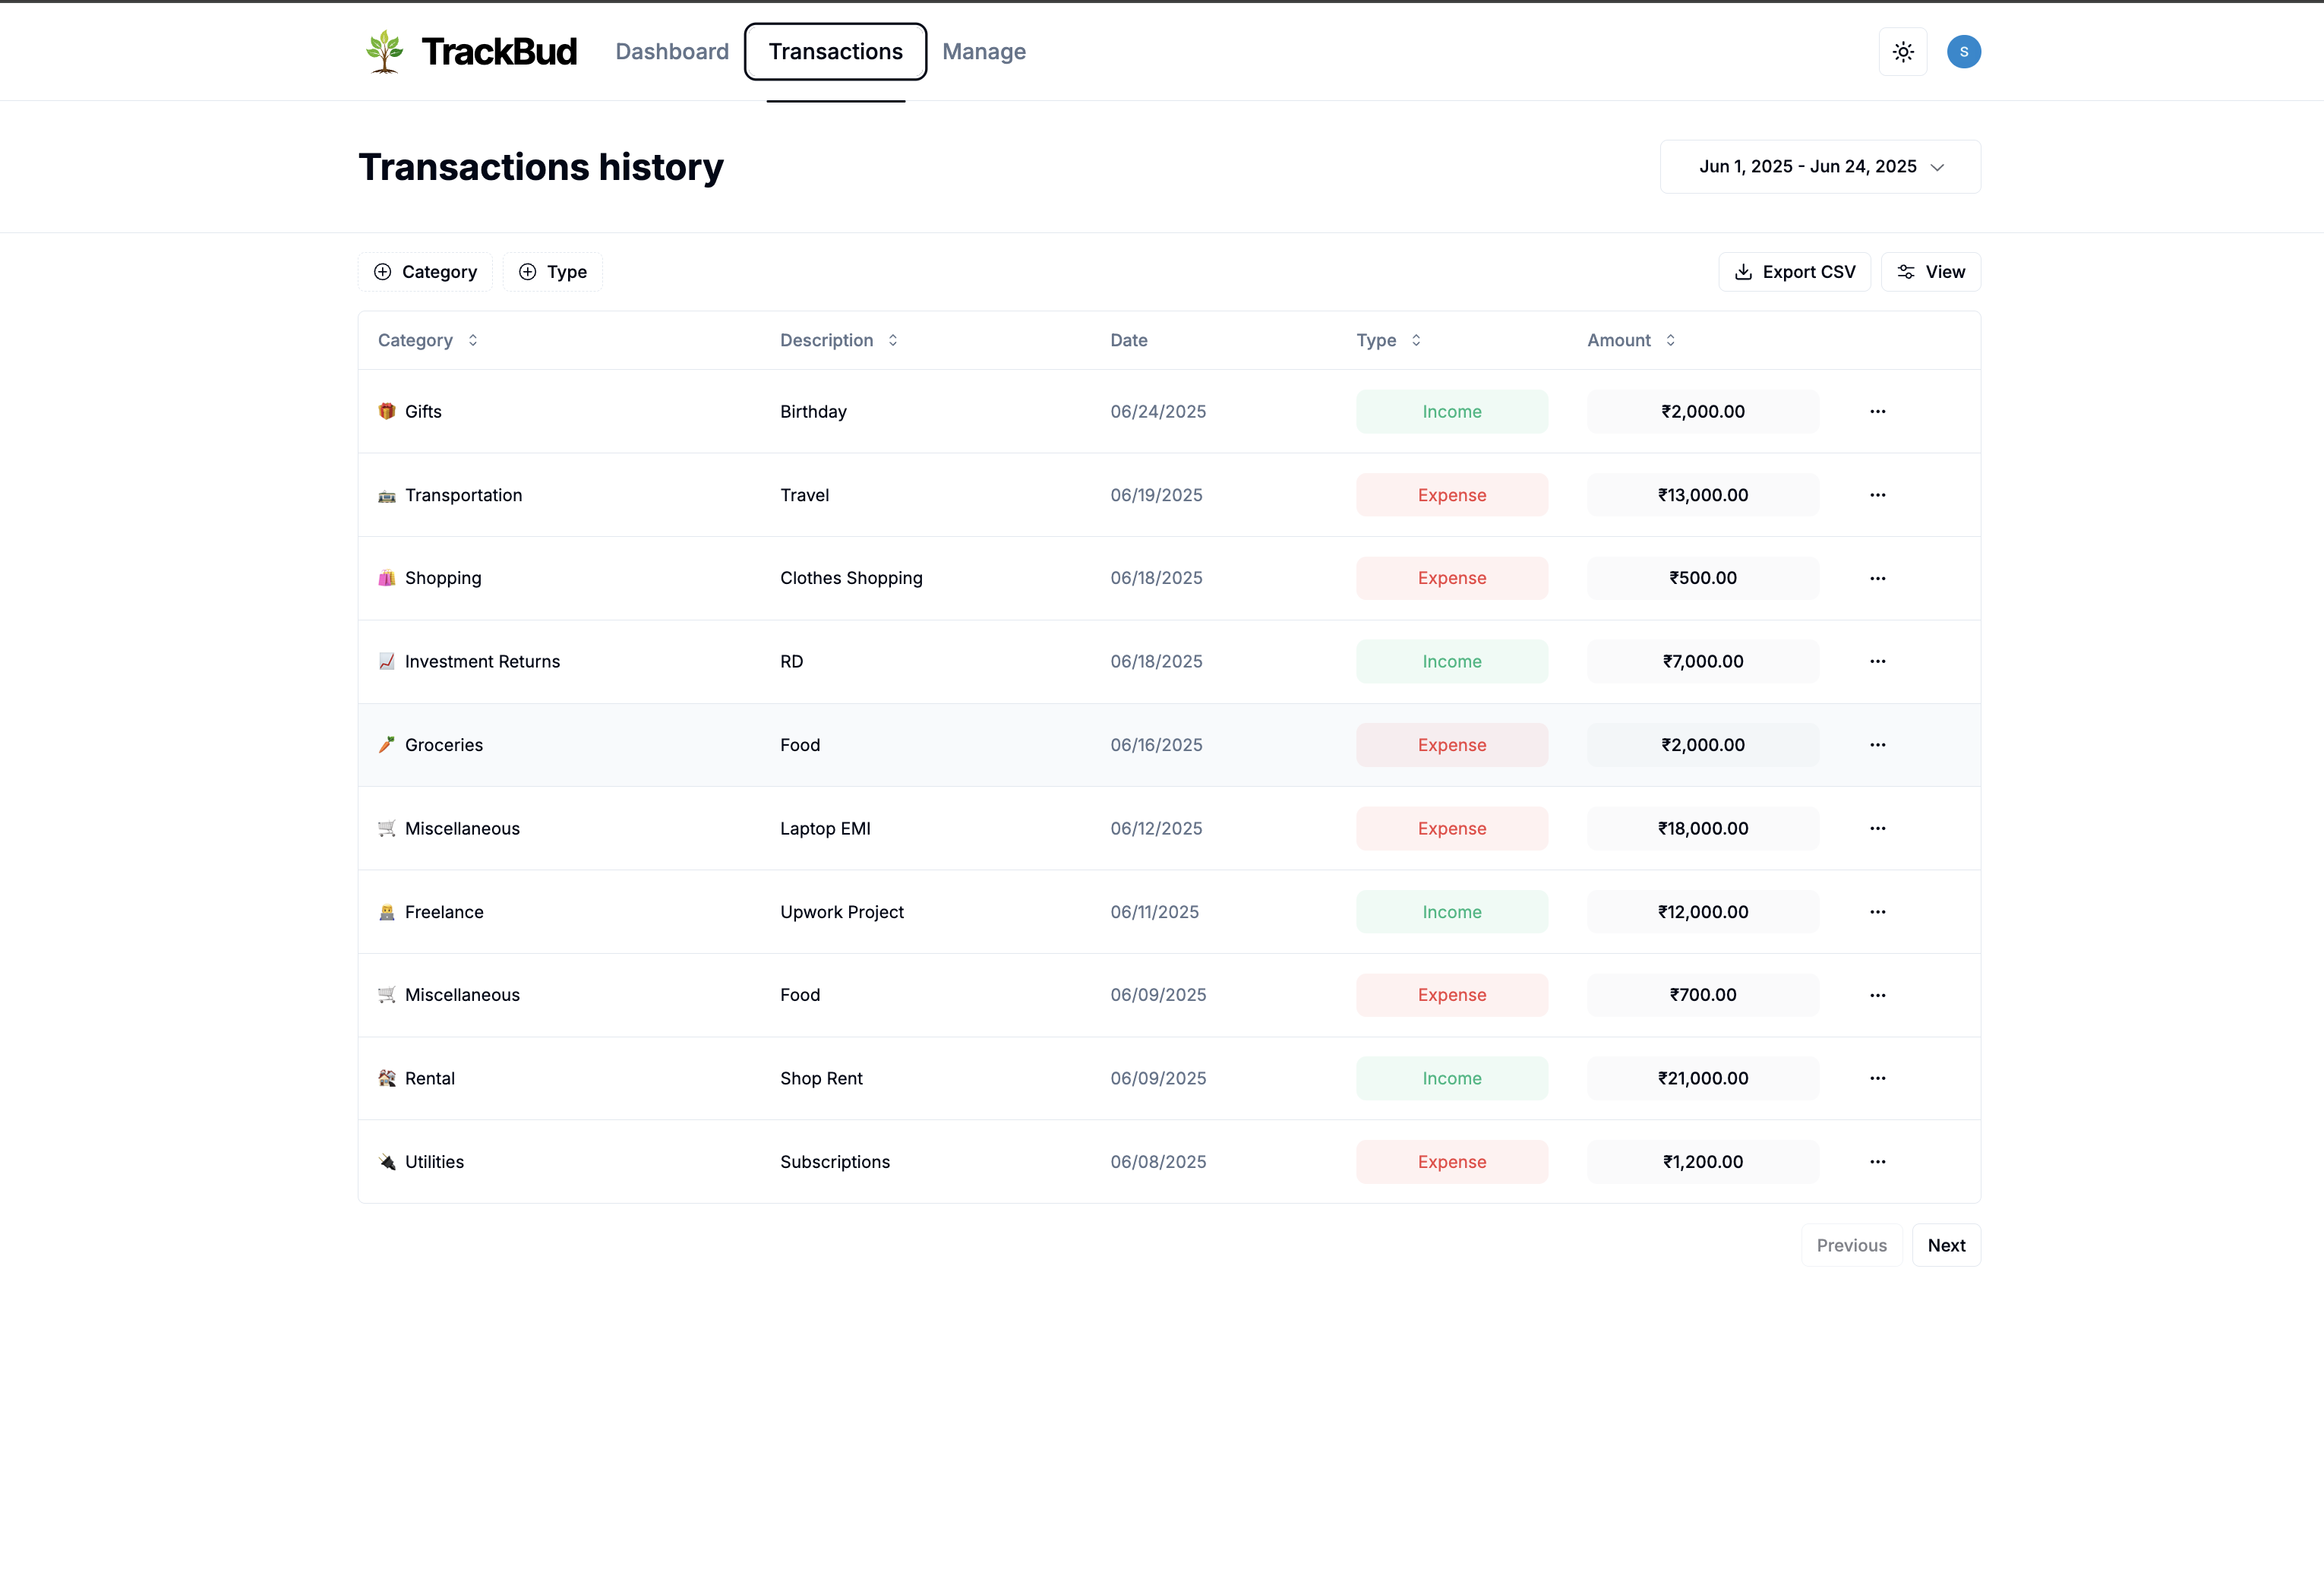 TrackBud Dashboard Transactions Manage S
Transactions history Jun 1, 2025 - Jun 24, 2025
Category Type Export CSV View
Category Description Date Type Amount
Gifts Birthday 06/24/2025 Income ₹2,000.00
Transportation Travel 06/19/2025 Expense ₹13,000.00
Shopping Clothes Shopping 06/18/2025 Expense ₹500.00
Investment Returns RD 06/18/2025 Income ₹7,000.00
Groceries Food 06/16/2025 Expense ₹2,000.00
Miscellaneous Laptop EMI 06/12/2025 Expense ₹18,000.00
Freelance Upwork Project 06/11/2025 Income ₹12,000.00
Miscellaneous Food 06/09/2025 Expense ₹700.00
Rental Shop Rent 06/09/2025 Income ₹21,000.00
Utilities Subscriptions 06/08/2025 Expense ₹1,200.00
Previous Next